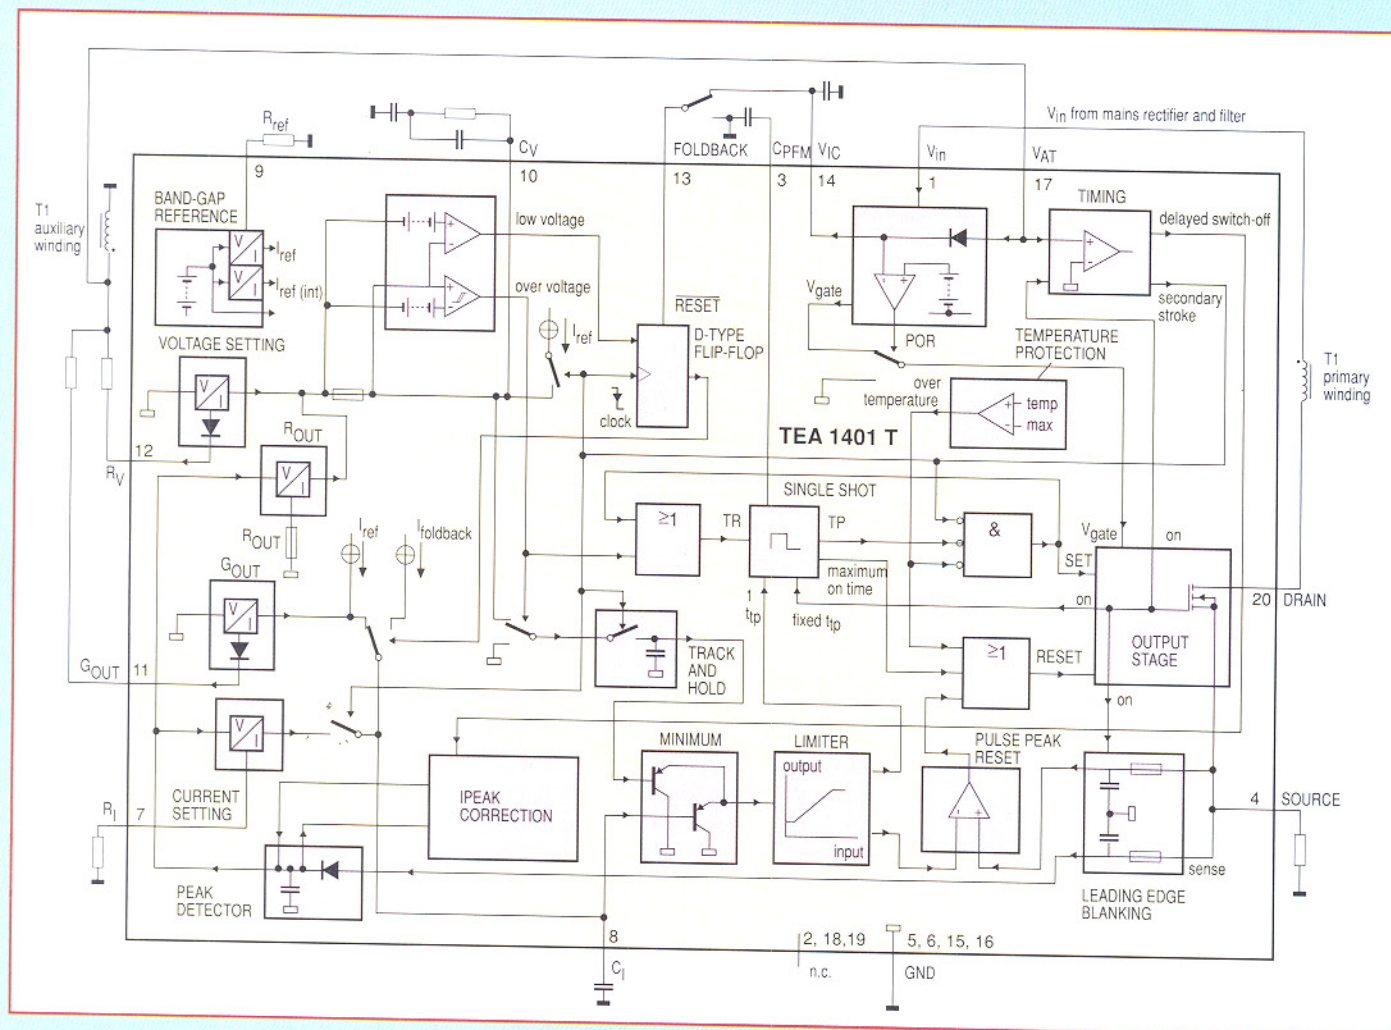 Vin from mains rectifier and filter
Rref
CV
FOLDBACK
CPFM
VIC
Vin
VAT
9
10
13
3
14
1
17
T1
auxiliary
winding
BAND-GAP
REFERENCE
V
I
Iref
V
I
Iref (int)
+
-
+
-
low voltage
over voltage
TIMING
delayed switch-off
+
-
secondary
stroke
Vgate
+
-
POR
RESET
D-TYPE
FLIP-FLOP
Iref
clock
TEMPERATURE
PROTECTION
over
temperature
+
-
temp
max
T1
primary
winding
VOLTAGE SETTING
V
I
12
RV
ROUT
V
I
ROUT
TEA 1401 T
SINGLE SHOT
≥1
TR
TP
maximum
on time
1
ttp
fixed ttp
&
Vgate
on
SET
on
OUTPUT
STAGE
20
DRAIN
Iref
Ifoldback
GOUT
V
I
GOUT
11
TRACK
AND
HOLD
≥1
RESET
on
V
I
CURRENT
SETTING
RI
7
IPEAK
CORRECTION
MINIMUM
LIMITER
output
input
PULSE PEAK
RESET
-
+
4
SOURCE
sense
LEADING EDGE
BLANKING
PEAK
DETECTOR
8
CI
2, 18,19
n.c.
5, 6, 15, 16
GND